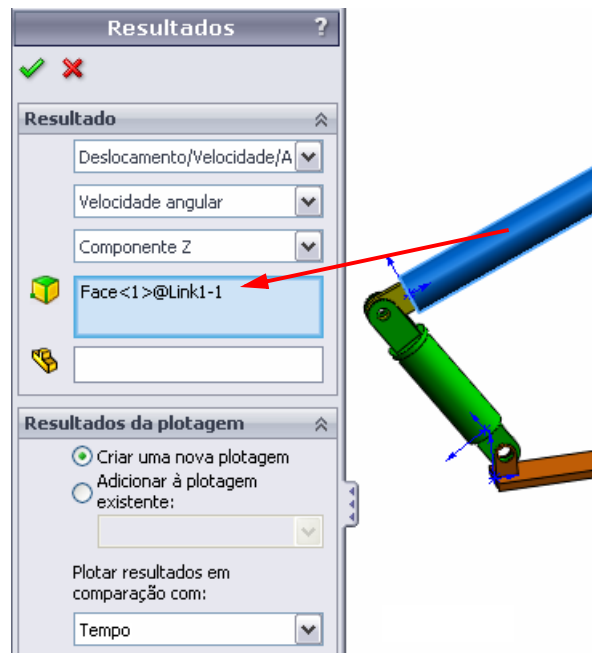 Resultados ?
Resultado
Deslocamento/Velocidade/A
Velocidade angular
Componente Z
Face<1>@Link1-1
Resultados da plotagem
Criar uma nova plotagem
Adicionar à plotagem
existente:
Plotar resultados em
comparação com:
Tempo